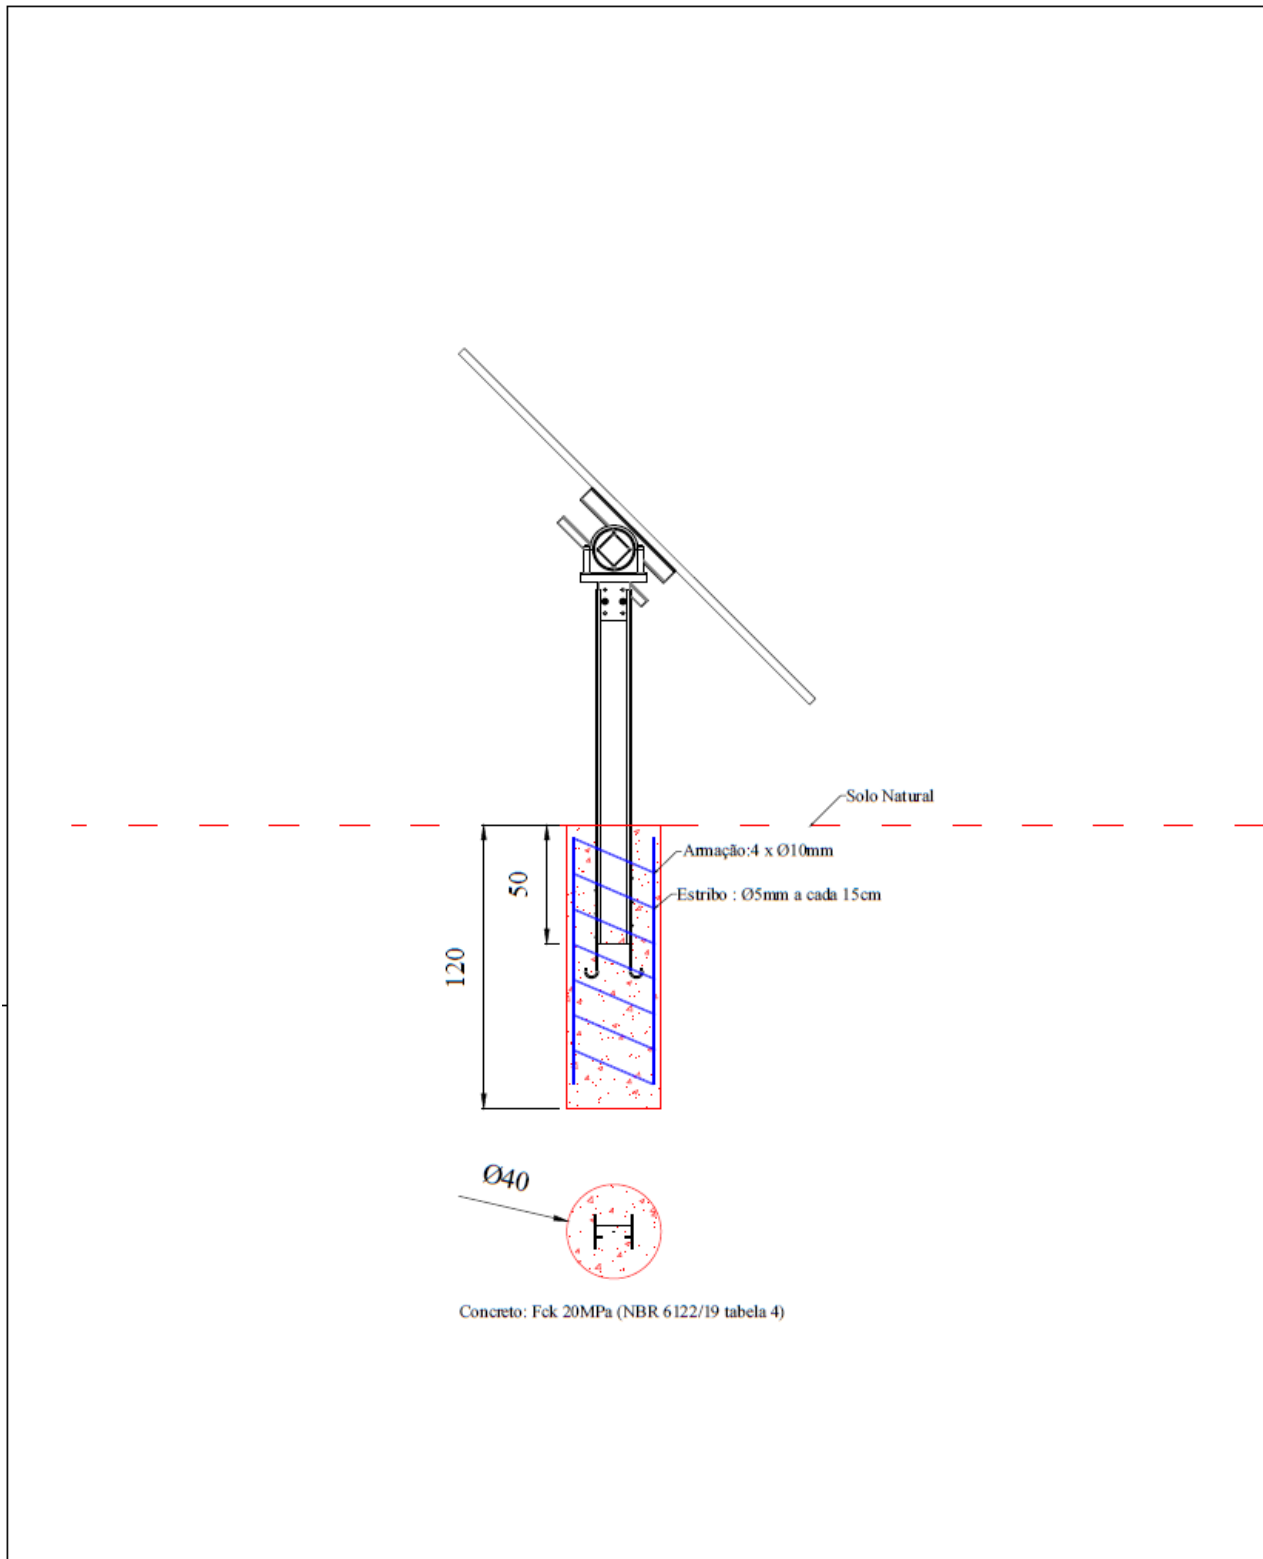 Solo Natural
Armação:4 x Ø10mm
Estribo : Ø5mm a cada 15cm
50
120
Ø40
Concreto: Fck 20MPa (NBR 6122/19 tabela 4)